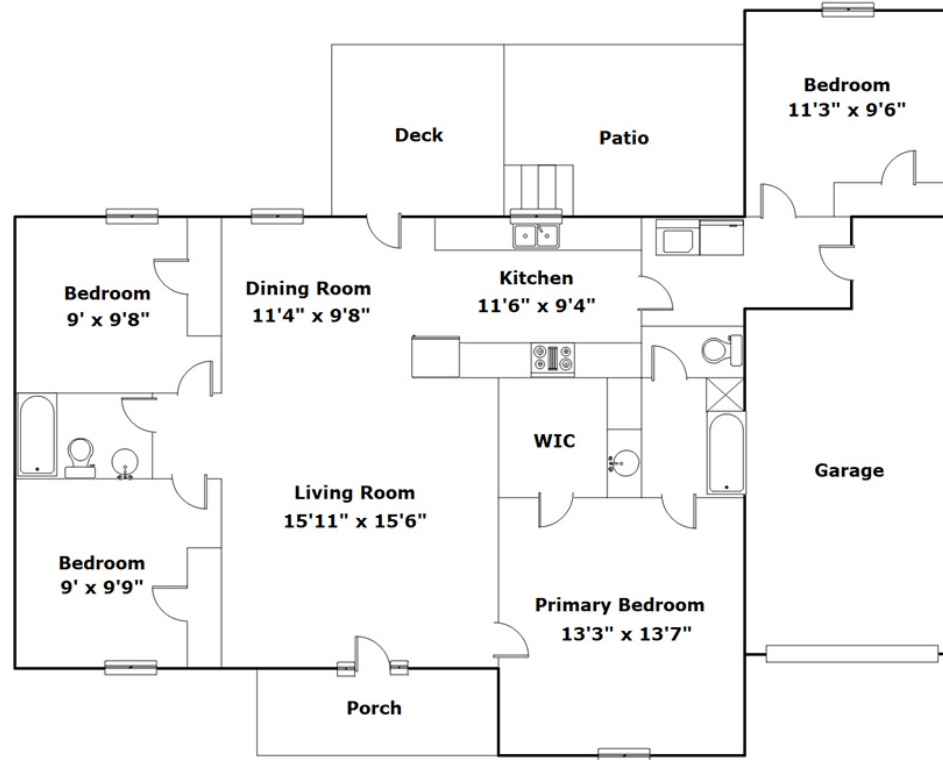 Bedroom
11'3" x 9'6"
Deck
Patio
Bedroom
9' x 9'8"
Dining Room
11'4" x 9'8"
Kitchen
11'6" x 9'4"
WIC
Garage
Living Room
15'11" x 15'6"
Bedroom
9' x 9'9"
Primary Bedroom
13'3" x 13'7"
Porch